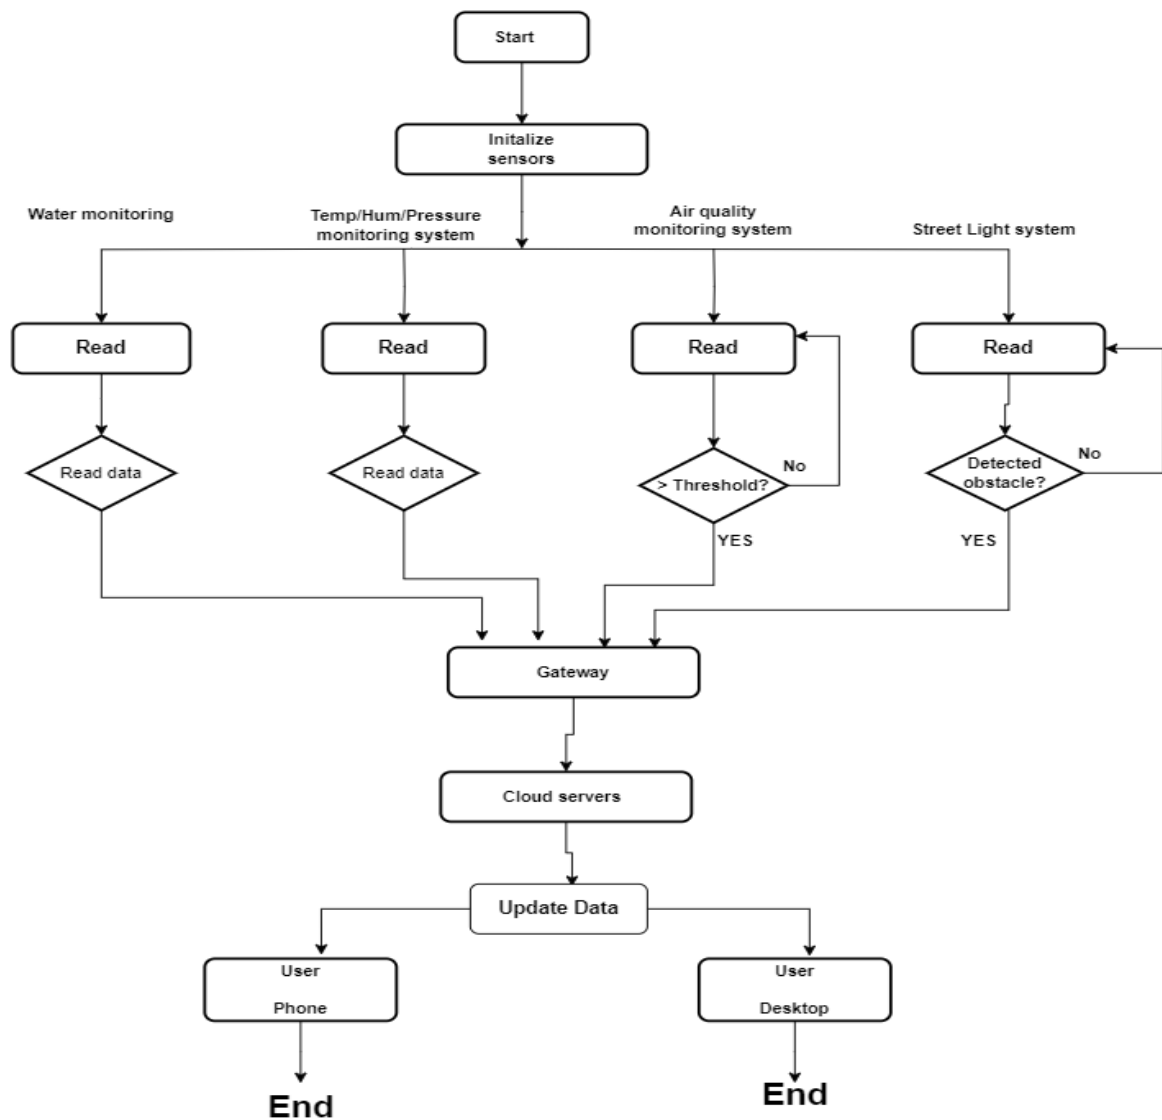 Start
Initalize
sensors
Water monitoring
Temp/Hum/Pressure
monitoring system
Air quality
monitoring system
Street Light system
Read
Read
Read
Read
Read data
Read data
> Threshold?
No
Detected
obstacle?
No
YES
YES
Gateway
Cloud servers
Update Data
User
Phone
User
Desktop
End
End